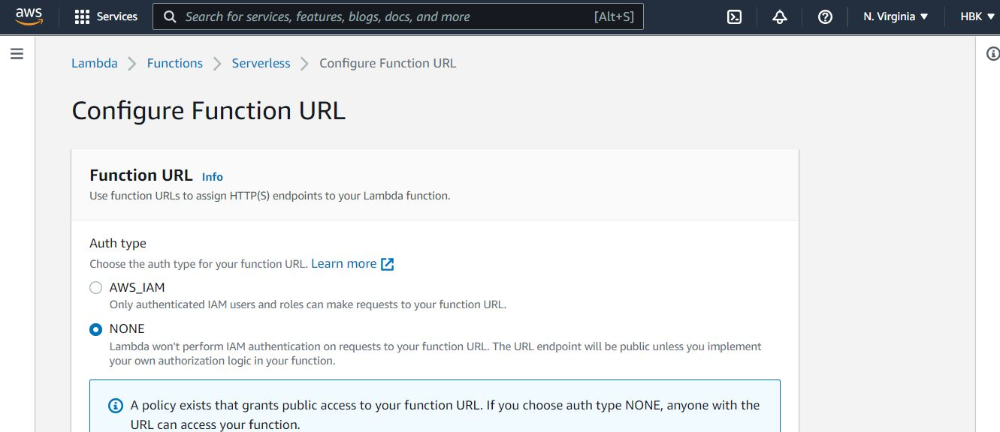 aws Services Search for services, features, blogs, docs, and more [Alt+S] N. Virginia HBK
Lambda Functions Serverless Configure Function URL
Configure Function URL
Function URL Info
Use function URLs to assign HTTP(S) endpoints to your Lambda function.
Auth type
Choose the auth type for your function URL. Learn more
AWS_IAM
Only authenticated IAM users and roles can make requests to your function URL.
NONE
Lambda won't perform IAM authentication on requests to your function URL. The URL endpoint will be public unless you implement
your own authorization logic in your function.
A policy exists that grants public access to your function URL. If you choose auth type NONE, anyone with the
URL can access your function.